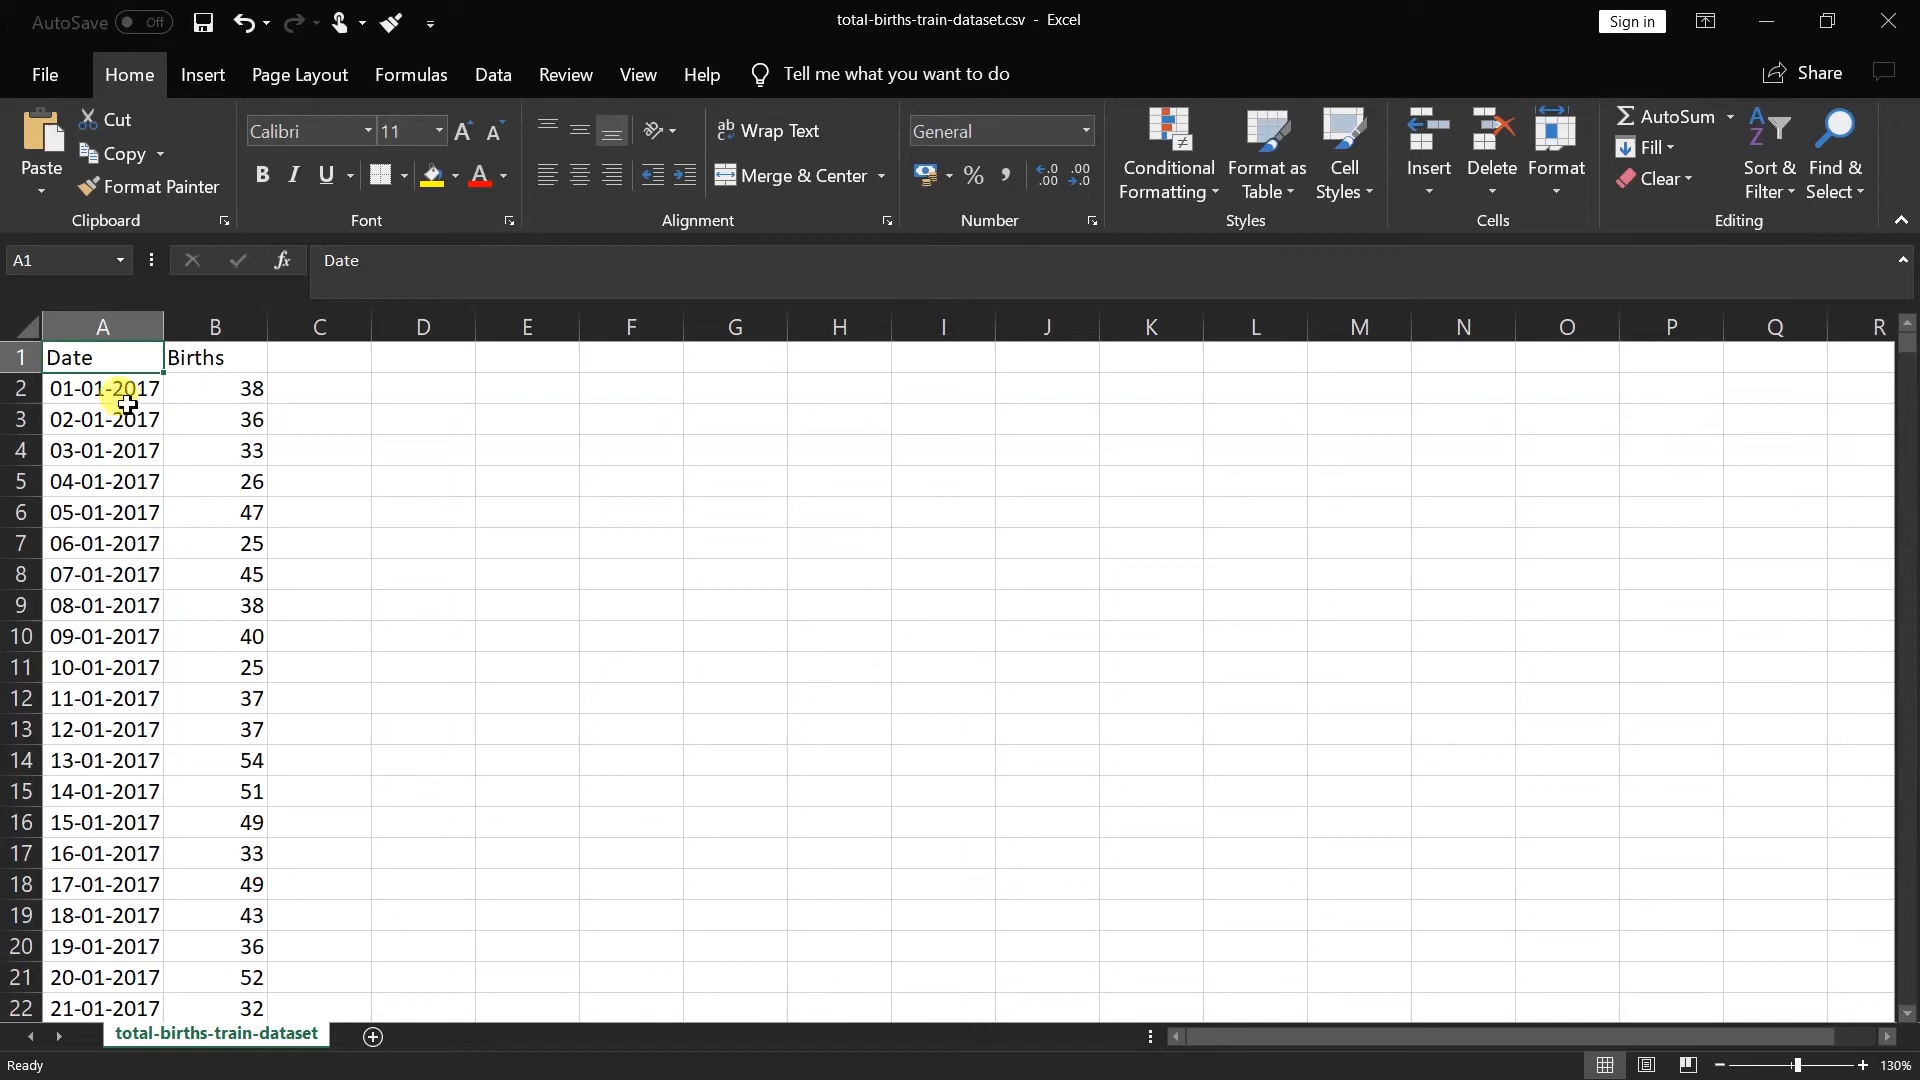 AutoSave Off
total-births-train-dataset.csv - Excel
Sign in
File Home Insert Page Layout Formulas Data Review View Help Tell me what you want to do
Share
Paste
Cut
Copy
Format Painter
Clipboard
Calibri 11
A A
B I U A
Font
ab Wrap Text
Merge & Center
Alignment
General
% , .0 .00 .00 .0
Number
Conditional Formatting
Format as Table
Cell Styles
Styles
Insert Delete Format
Cells
AutoSum
Fill
Clear
Sort & Filter
Find & Select
Editing
A1 fx Date
A B C D E F G H I J K L M N O P Q R
1 Date Births
2 01-01-2017 38
3 02-01-2017 36
4 03-01-2017 33
5 04-01-2017 26
6 05-01-2017 47
7 06-01-2017 25
8 07-01-2017 45
9 08-01-2017 38
10 09-01-2017 40
11 10-01-2017 25
12 11-01-2017 37
13 12-01-2017 37
14 13-01-2017 54
15 14-01-2017 51
16 15-01-2017 49
17 16-01-2017 33
18 17-01-2017 49
19 18-01-2017 43
20 19-01-2017 36
21 20-01-2017 52
22 21-01-2017 32
total-births-train-dataset
Ready
130%